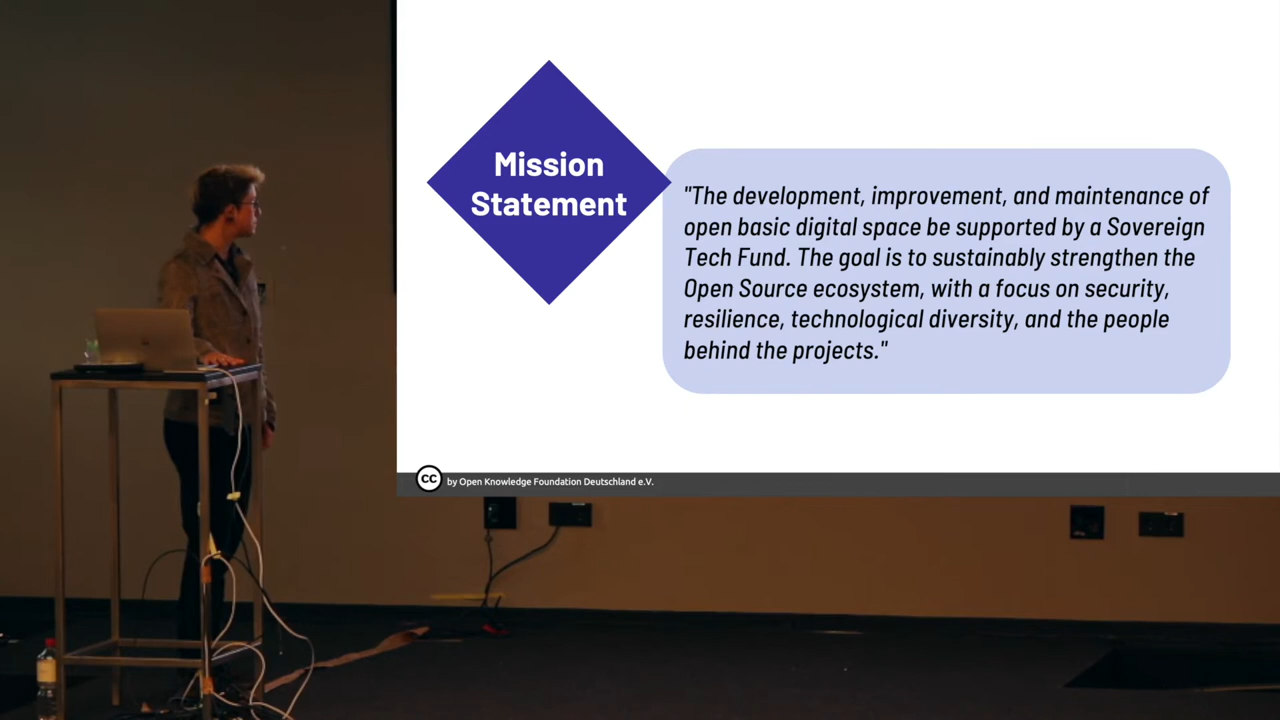 Mission
Statement
"The development, improvement, and maintenance of
open basic digital space be supported by a Sovereign
Tech Fund. The goal is to sustainably strengthen the
Open Source ecosystem, with a focus on security,
resilience, technological diversity, and the people
behind the projects."
CC
by Open Knowledge Foundation Deutschland e.V.